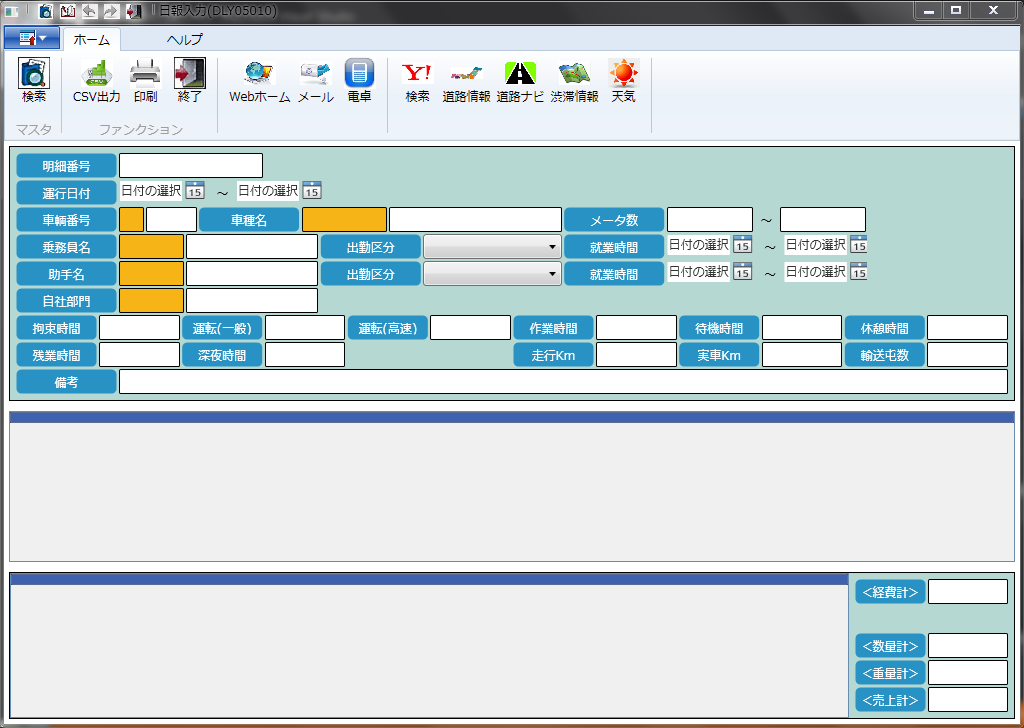 日報入力(DLY05010)
ホーム ヘルプ
検索 CSV出力 印刷 終了 Webホーム メール 電卓 Y! 検索 道路情報 道路ナビ 渋滞情報 天気
マスタ ファンクション
明細番号
運行日付 日付の選択 15 ～ 日付の選択 15
車輌番号 車種名 メータ数 ～
乗務員名 出勤区分 就業時間 日付の選択 15 ～ 日付の選択 15
助手名 出勤区分 就業時間 日付の選択 15 ～ 日付の選択 15
自社部門
拘束時間 運転(一般) 運転(高速) 作業時間 待機時間 休憩時間
残業時間 深夜時間 走行Km 実車Km 輸送屯数
備考
<経費計>
<数量計>
<重量計>
<売上計>